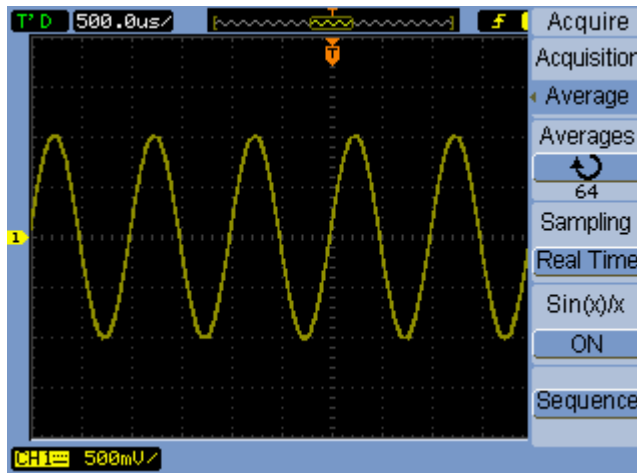 T'D 500.0us/
T
T
1
Acquire
Acquisition
Average
Averages
64
Sampling
Real Time
Sin(x)/x
ON
Sequence
CH1 500mV/